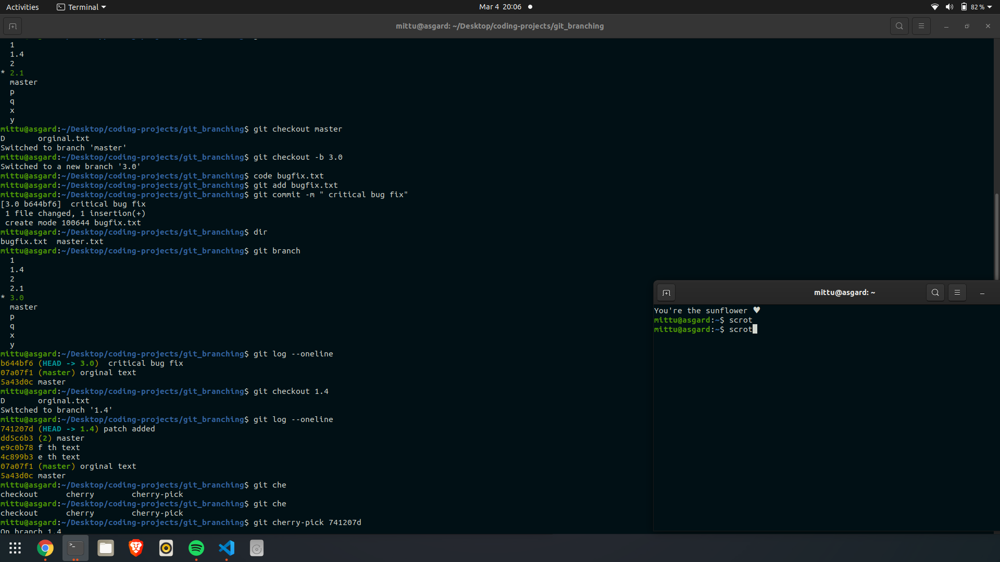 Activities Terminal Mar 4 20:06 82 %
mittu@asgard: ~/Desktop/coding-projects/git_branching
  1
  1.4
  2
* 2.1
  master
  p
  q
  x
  y
mittu@asgard:~/Desktop/coding-projects/git_branching$ git checkout master
D       orginal.txt
Switched to branch 'master'
mittu@asgard:~/Desktop/coding-projects/git_branching$ git checkout -b 3.0
Switched to a new branch '3.0'
mittu@asgard:~/Desktop/coding-projects/git_branching$ code bugfix.txt
mittu@asgard:~/Desktop/coding-projects/git_branching$ git add bugfix.txt
mittu@asgard:~/Desktop/coding-projects/git_branching$ git commit -m " critical bug fix"
[3.0 b644bf6]  critical bug fix
 1 file changed, 1 insertion(+)
 create mode 100644 bugfix.txt
mittu@asgard:~/Desktop/coding-projects/git_branching$ dir
bugfix.txt  master.txt
mittu@asgard:~/Desktop/coding-projects/git_branching$ git branch
  1
  1.4
  2
  2.1
* 3.0
  master
  p
  q
  x
  y
mittu@asgard:~/Desktop/coding-projects/git_branching$ git log --oneline
b644bf6 (HEAD -> 3.0)  critical bug fix
07a07f1 (master) orginal text
5a43d0c master
mittu@asgard:~/Desktop/coding-projects/git_branching$ git checkout 1.4
D       orginal.txt
Switched to branch '1.4'
mittu@asgard:~/Desktop/coding-projects/git_branching$ git log --oneline
741207d (HEAD -> 1.4) patch added
dd5c6b3 (2) master
e9c0b78 f th text
4c899b3 e th text
07a07f1 (master) orginal text
5a43d0c master
mittu@asgard:~/Desktop/coding-projects/git_branching$ git che
checkout      cherry        cherry-pick
mittu@asgard:~/Desktop/coding-projects/git_branching$ git che
checkout      cherry        cherry-pick
mittu@asgard:~/Desktop/coding-projects/git_branching$ git cherry-pick 741207d
On branch 1.4
mittu@asgard: ~
You're the sunflower ♥
mittu@asgard:~$ scrot
mittu@asgard:~$ scrot